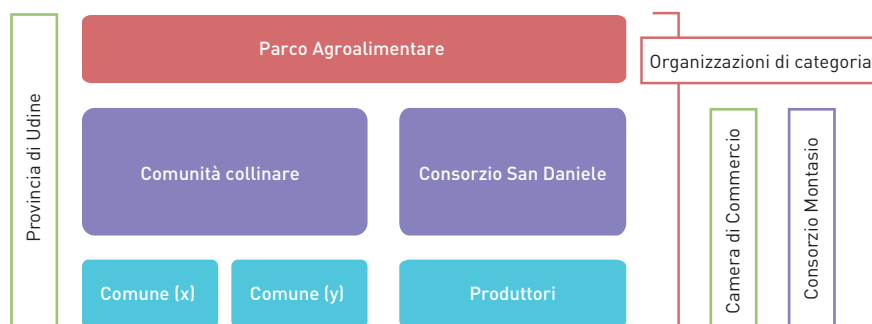 Provincia di Udine
Parco Agroalimentare
Organizzazioni di categoria
Comunità collinare
Consorzio San Daniele
Camera di Commercio
Consorzio Montasio
Comune (x)
Comune (y)
Produttori